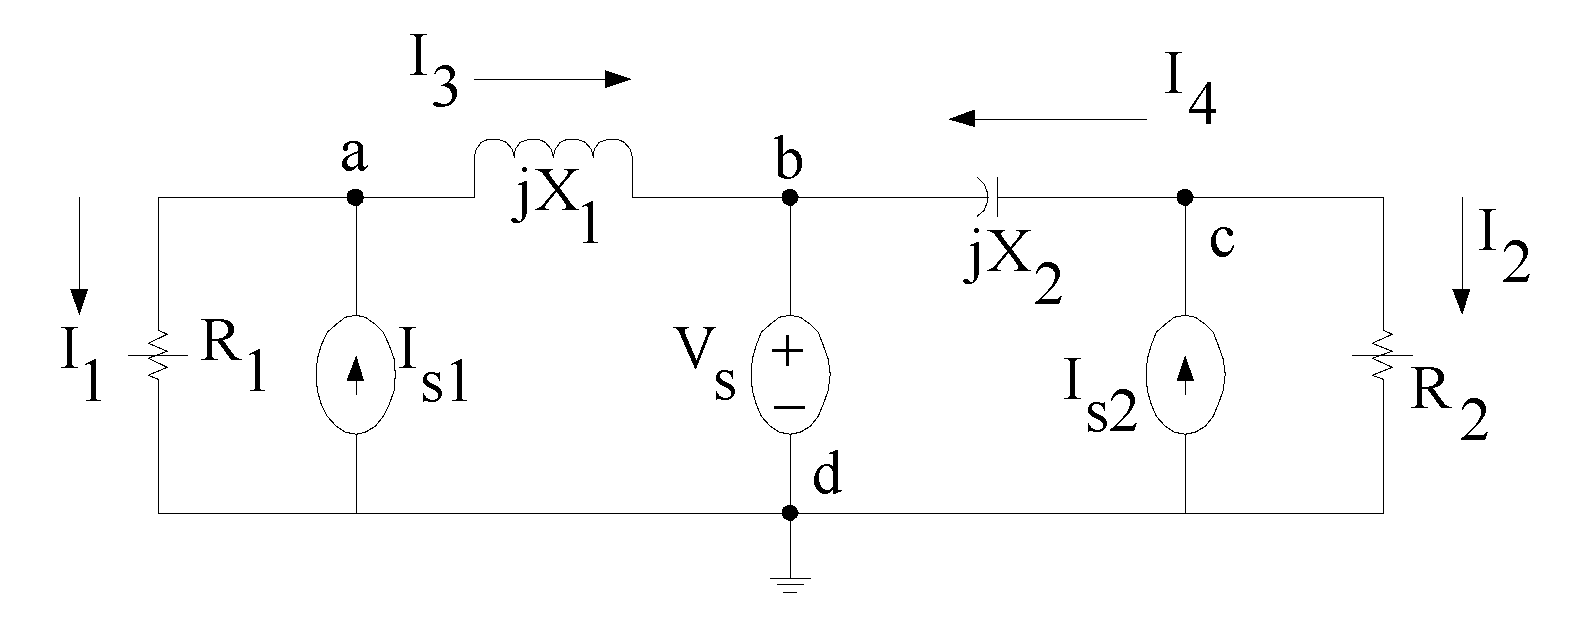 I3
I4
a
b
jX1
c
jX2
I2
I1
R1
Is1
Vs
+
−
Is2
R2
d